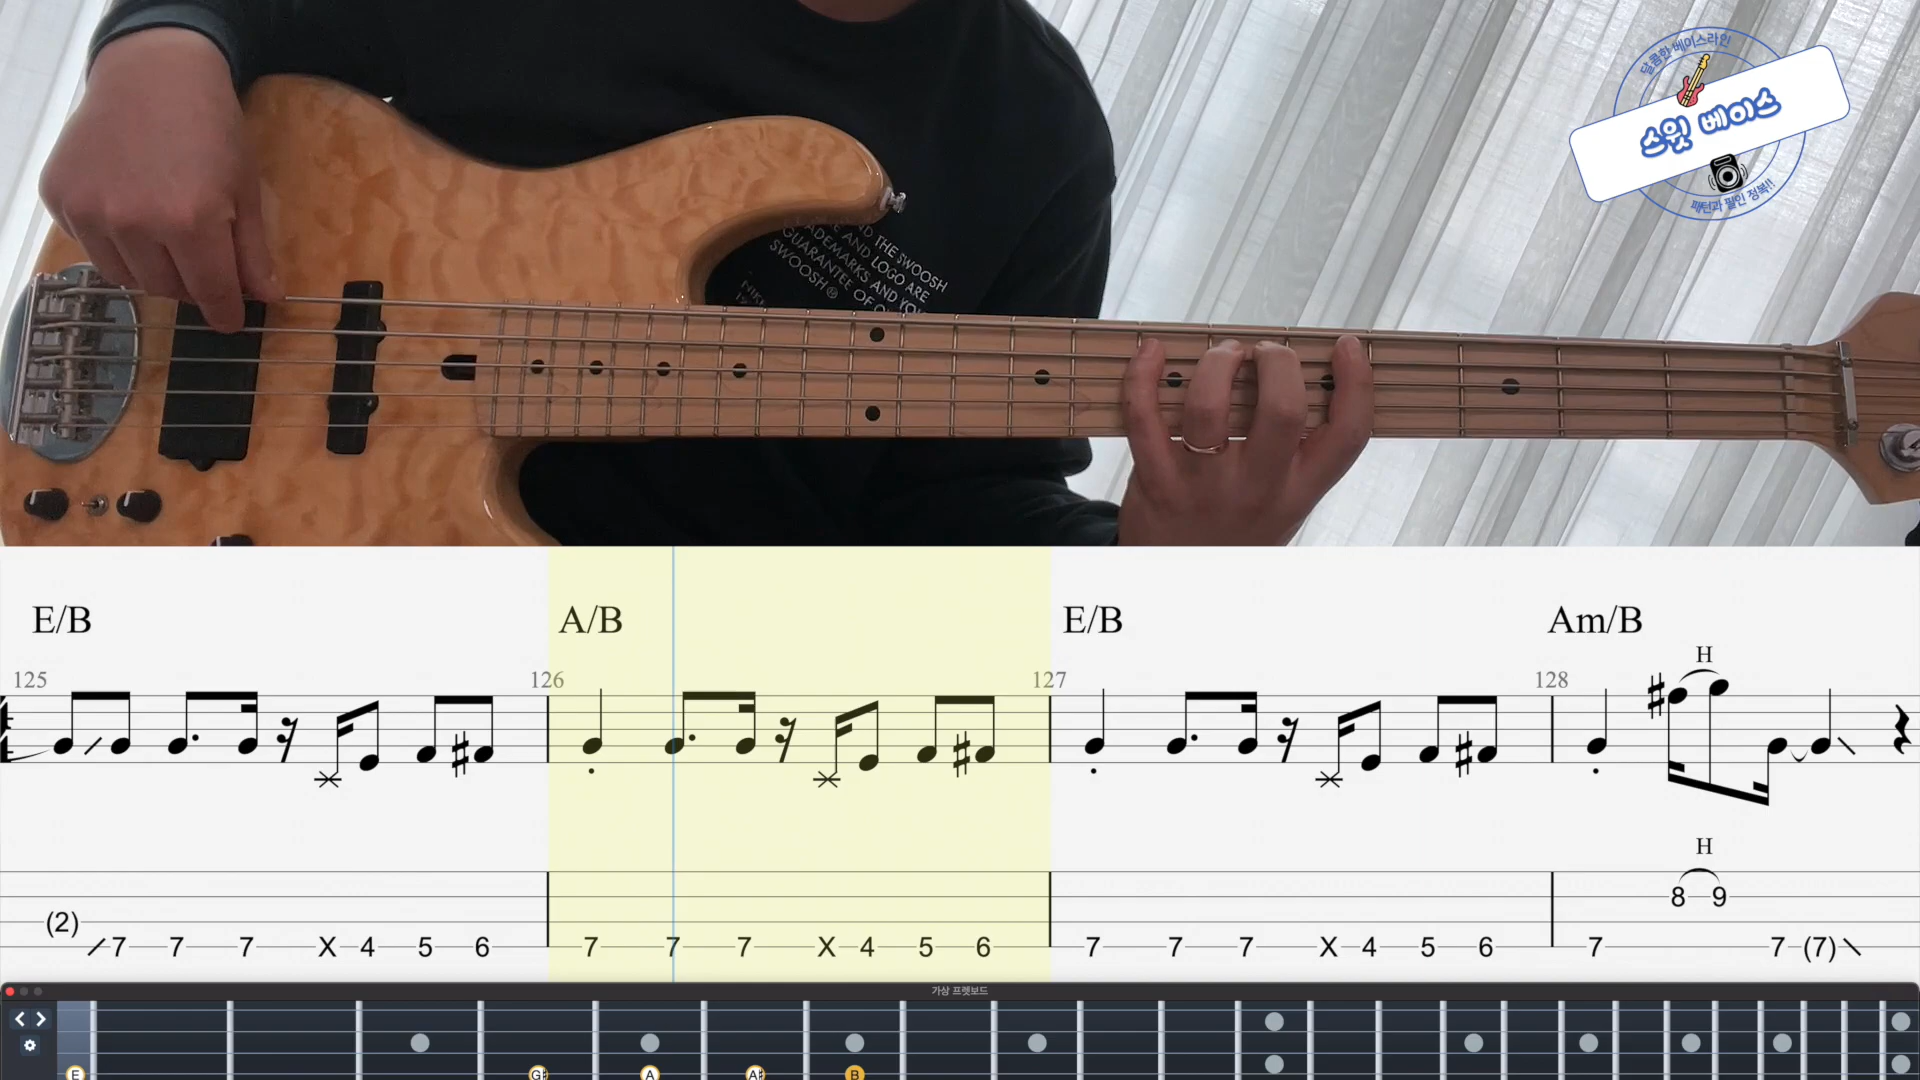 달콤한 베이스라인
스윗 베이스
패턴과 필인 정복!!
THE SWOOSH
AND LOGO ARE
GUARANTEE OF
SWOOSH®
E/B A/B E/B Am/B
H
125 126 127 128
H
8 9
(2)
7 7 7 X 4 5 6 7 7 7 X 4 5 6 7 7 7 X 4 5 6 7 7 (7)
가상 프렛보드
E G# A A# B